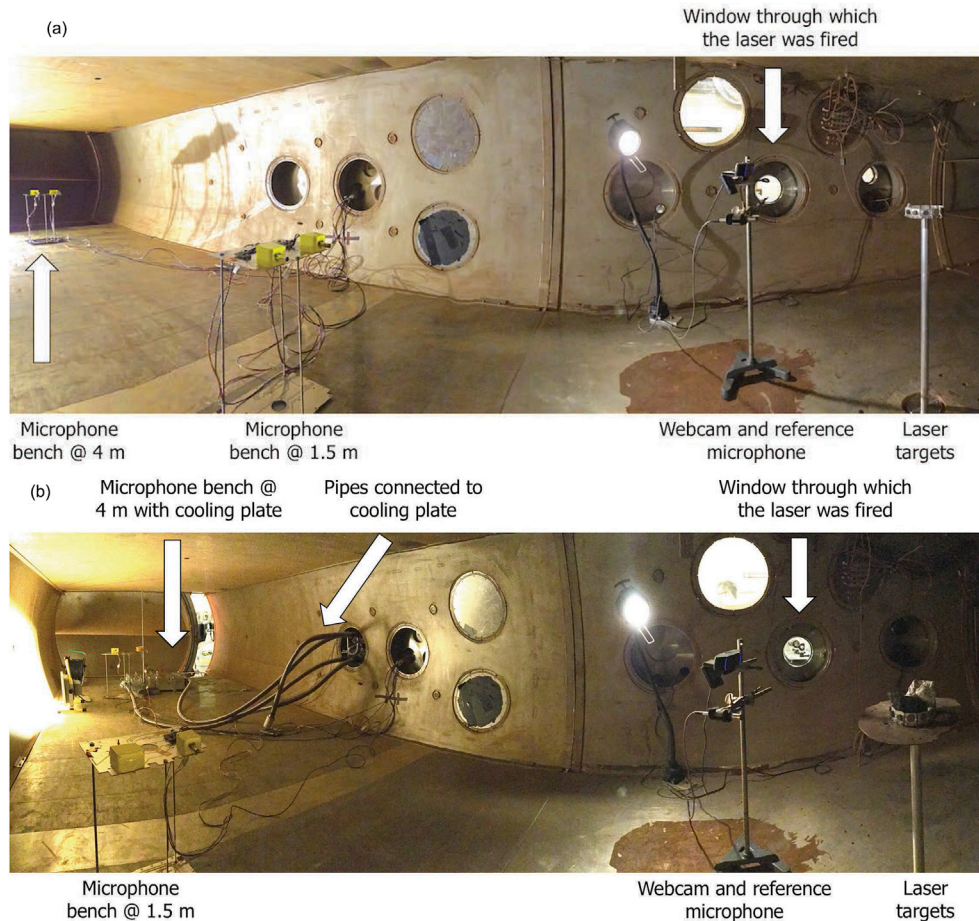 (a)
Window through which
the laser was fired
Microphone
bench @ 4 m
Microphone
bench @ 1.5 m
Webcam and reference
microphone
Laser
targets
(b)
Microphone bench @
4 m with cooling plate
Pipes connected to
cooling plate
Window through which
the laser was fired
Microphone
bench @ 1.5 m
Webcam and reference
microphone
Laser
targets